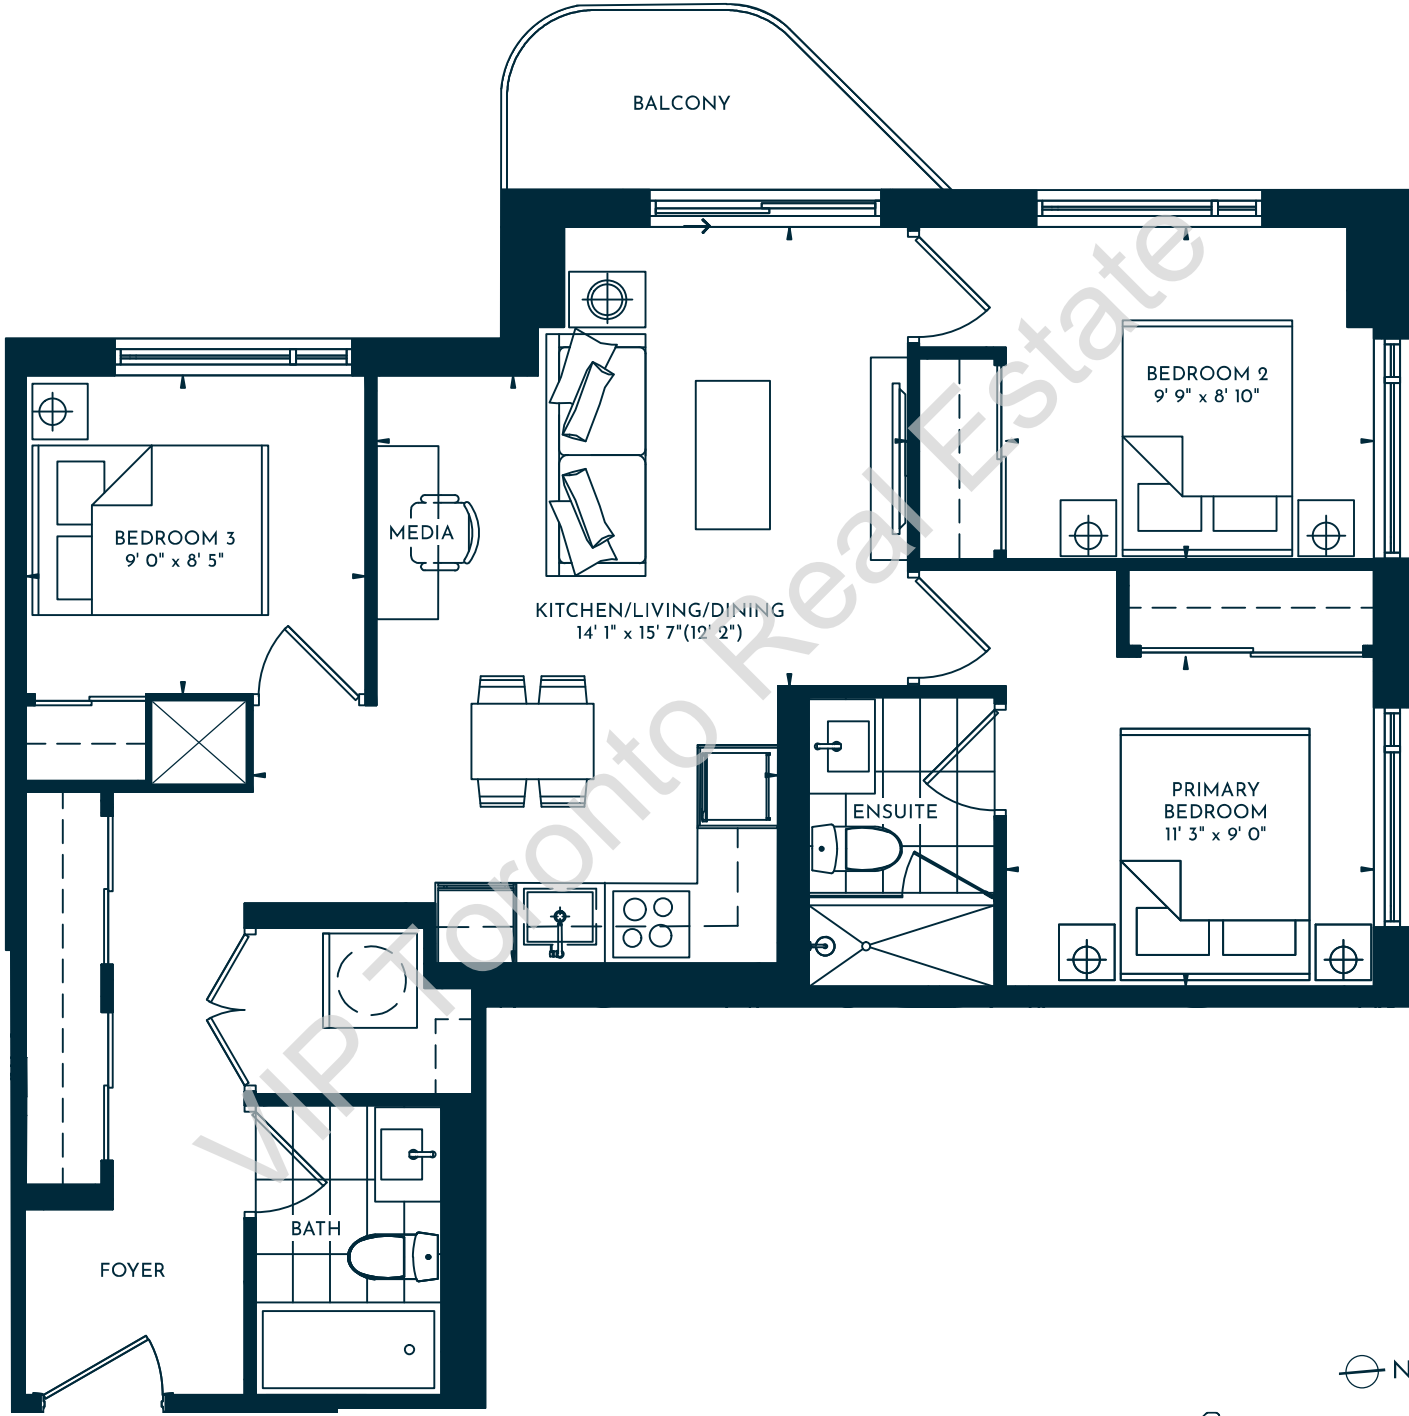 BALCONY
BEDROOM 2
9' 9" x 8' 10"
BEDROOM 3
9' 0" x 8' 5"
MEDIA
KITCHEN/LIVING/DINING
14' 1" x 15' 7"(12' 2")
PRIMARY
BEDROOM
11' 3" x 9' 0"
ENSUITE
BATH
FOYER
N
VIP Toronto Real Estate